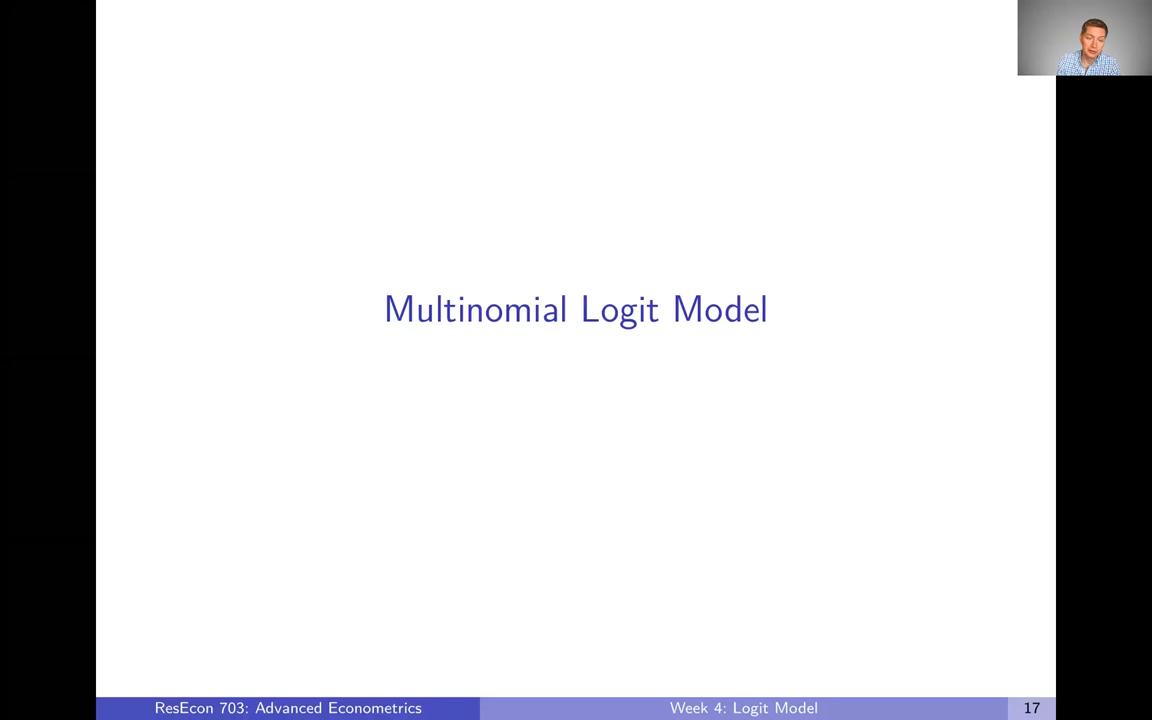 Multinomial Logit Model
ResEcon 703: Advanced Econometrics
Week 4: Logit Model
17